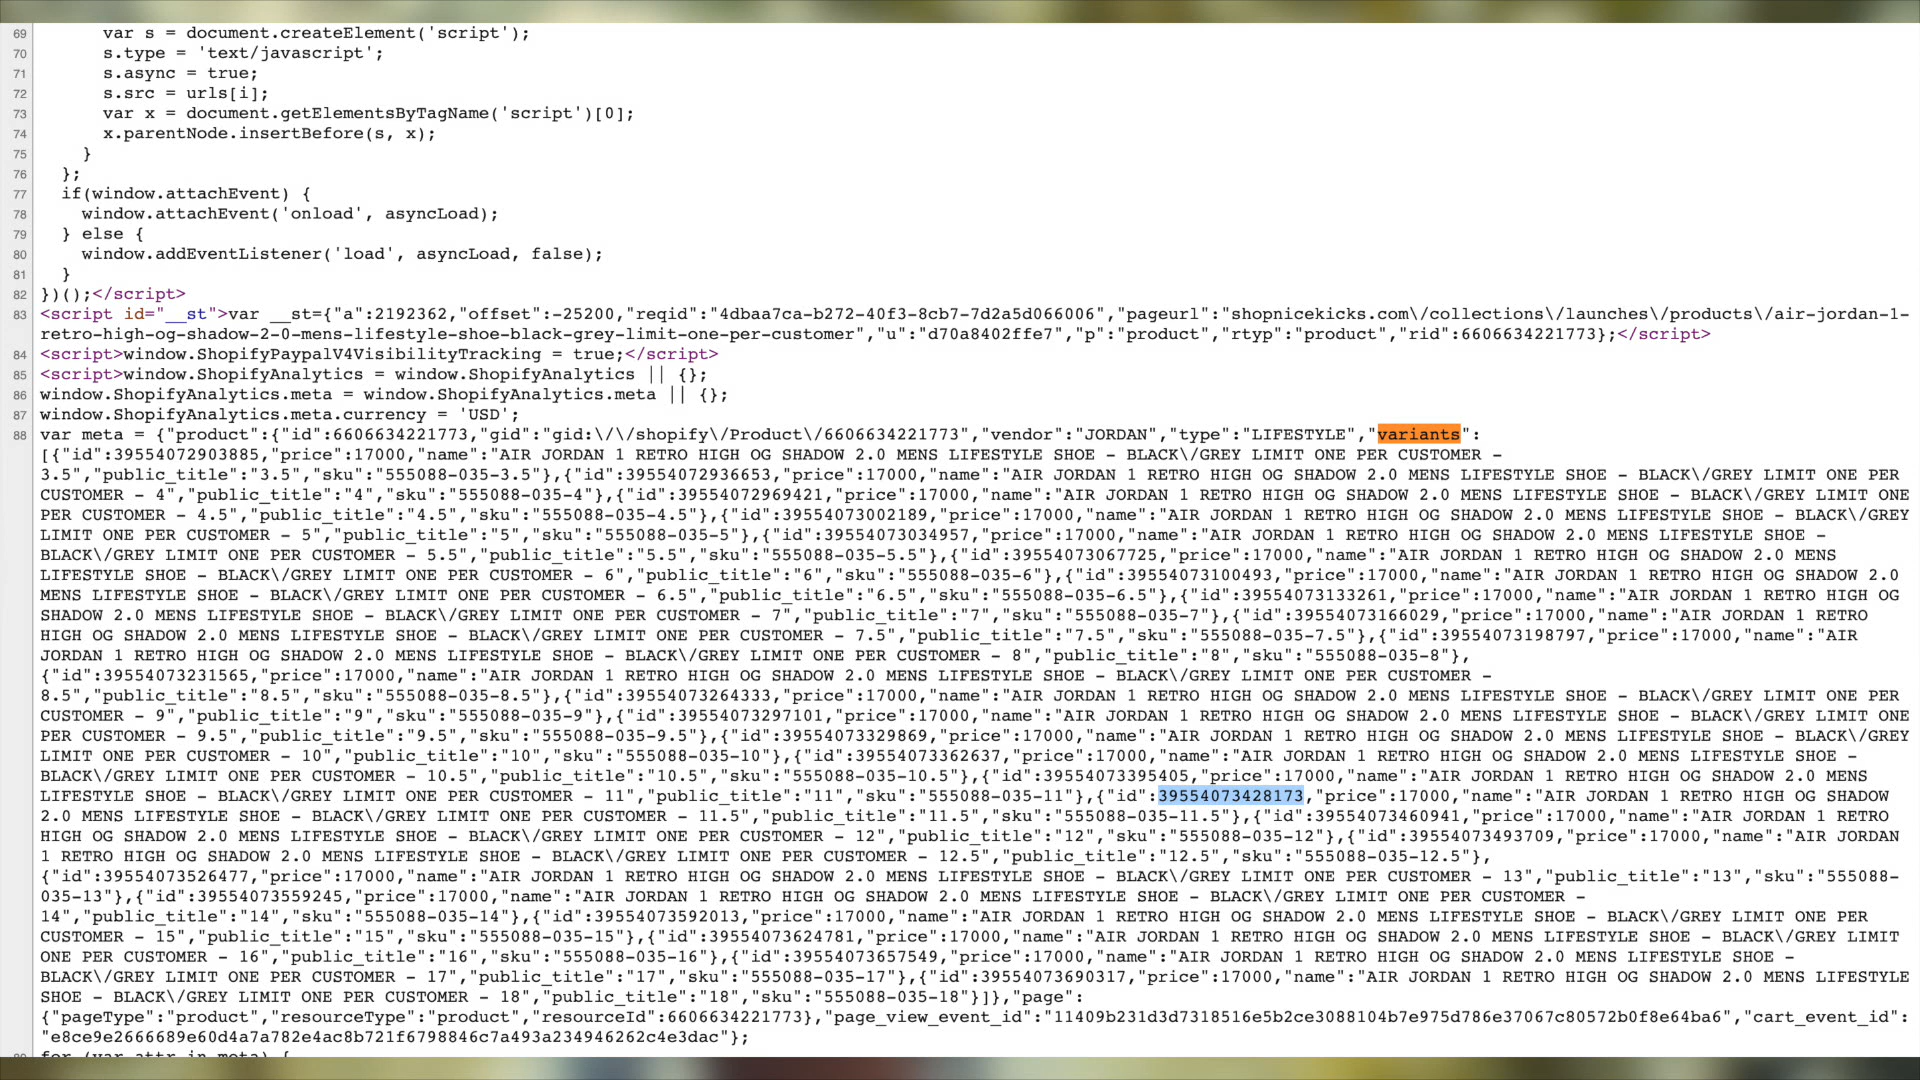 69 var s = document.createElement('script');
70 s.type = 'text/javascript';
71 s.async = true;
72 s.src = urls[i];
73 var x = document.getElementsByTagName('script')[0];
74 x.parentNode.insertBefore(s, x);
75 }
76 };
77 if(window.attachEvent) {
78 window.attachEvent('onload', asyncLoad);
79 } else {
80 window.addEventListener('load', asyncLoad, false);
81 }
82 })();</script>
83 <script id="__st">var __st={"a":2192362,"offset":-25200,"reqid":"4dbaa7ca-b272-40f3-8cb7-7d2a5d066006","pageurl":"shopnicekicks.com\/collections\/launches\/products\/air-jordan-1-
retro-high-og-shadow-2-0-mens-lifestyle-shoe-black-grey-limit-one-per-customer","u":"d70a8402ffe7","p":"product","rtyp":"product","rid":6606634221773};</script>
84 <script>window.ShopifyPaypalV4VisibilityTracking = true;</script>
85 <script>window.ShopifyAnalytics = window.ShopifyAnalytics || {};
86 window.ShopifyAnalytics.meta = window.ShopifyAnalytics.meta || {};
87 window.ShopifyAnalytics.meta.currency = 'USD';
88 var meta = {"product":{"id":6606634221773,"gid":"gid:\/\/shopify\/Product\/6606634221773","vendor":"JORDAN","type":"LIFESTYLE","variants":
[{"id":39554072903885,"price":17000,"name":"AIR JORDAN 1 RETRO HIGH OG SHADOW 2.0 MENS LIFESTYLE SHOE - BLACK\/GREY LIMIT ONE PER CUSTOMER -
3.5","public_title":"3.5","sku":"555088-035-3.5"},{"id":39554072936653,"price":17000,"name":"AIR JORDAN 1 RETRO HIGH OG SHADOW 2.0 MENS LIFESTYLE SHOE - BLACK\/GREY LIMIT ONE PER
CUSTOMER - 4","public_title":"4","sku":"555088-035-4"},{"id":39554072969421,"price":17000,"name":"AIR JORDAN 1 RETRO HIGH OG SHADOW 2.0 MENS LIFESTYLE SHOE - BLACK\/GREY LIMIT ONE
PER CUSTOMER - 4.5","public_title":"4.5","sku":"555088-035-4.5"},{"id":39554073002189,"price":17000,"name":"AIR JORDAN 1 RETRO HIGH OG SHADOW 2.0 MENS LIFESTYLE SHOE - BLACK\/GREY
LIMIT ONE PER CUSTOMER - 5","public_title":"5","sku":"555088-035-5"},{"id":39554073034957,"price":17000,"name":"AIR JORDAN 1 RETRO HIGH OG SHADOW 2.0 MENS LIFESTYLE SHOE -
BLACK\/GREY LIMIT ONE PER CUSTOMER - 5.5","public_title":"5.5","sku":"555088-035-5.5"},{"id":39554073067725,"price":17000,"name":"AIR JORDAN 1 RETRO HIGH OG SHADOW 2.0 MENS
LIFESTYLE SHOE - BLACK\/GREY LIMIT ONE PER CUSTOMER - 6","public_title":"6","sku":"555088-035-6"},{"id":39554073100493,"price":17000,"name":"AIR JORDAN 1 RETRO HIGH OG SHADOW 2.0
MENS LIFESTYLE SHOE - BLACK\/GREY LIMIT ONE PER CUSTOMER - 6.5","public_title":"6.5","sku":"555088-035-6.5"},{"id":39554073133261,"price":17000,"name":"AIR JORDAN 1 RETRO HIGH OG
SHADOW 2.0 MENS LIFESTYLE SHOE - BLACK\/GREY LIMIT ONE PER CUSTOMER - 7","public_title":"7","sku":"555088-035-7"},{"id":39554073166029,"price":17000,"name":"AIR JORDAN 1 RETRO
HIGH OG SHADOW 2.0 MENS LIFESTYLE SHOE - BLACK\/GREY LIMIT ONE PER CUSTOMER - 7.5","public_title":"7.5","sku":"555088-035-7.5"},{"id":39554073198797,"price":17000,"name":"AIR
JORDAN 1 RETRO HIGH OG SHADOW 2.0 MENS LIFESTYLE SHOE - BLACK\/GREY LIMIT ONE PER CUSTOMER - 8","public_title":"8","sku":"555088-035-8"},
{"id":39554073231565,"price":17000,"name":"AIR JORDAN 1 RETRO HIGH OG SHADOW 2.0 MENS LIFESTYLE SHOE - BLACK\/GREY LIMIT ONE PER CUSTOMER -
8.5","public_title":"8.5","sku":"555088-035-8.5"},{"id":39554073264333,"price":17000,"name":"AIR JORDAN 1 RETRO HIGH OG SHADOW 2.0 MENS LIFESTYLE SHOE - BLACK\/GREY LIMIT ONE PER
CUSTOMER - 9","public_title":"9","sku":"555088-035-9"},{"id":39554073297101,"price":17000,"name":"AIR JORDAN 1 RETRO HIGH OG SHADOW 2.0 MENS LIFESTYLE SHOE - BLACK\/GREY LIMIT ONE
PER CUSTOMER - 9.5","public_title":"9.5","sku":"555088-035-9.5"},{"id":39554073329869,"price":17000,"name":"AIR JORDAN 1 RETRO HIGH OG SHADOW 2.0 MENS LIFESTYLE SHOE - BLACK\/GREY
LIMIT ONE PER CUSTOMER - 10","public_title":"10","sku":"555088-035-10"},{"id":39554073362637,"price":17000,"name":"AIR JORDAN 1 RETRO HIGH OG SHADOW 2.0 MENS LIFESTYLE SHOE -
BLACK\/GREY LIMIT ONE PER CUSTOMER - 10.5","public_title":"10.5","sku":"555088-035-10.5"},{"id":39554073395405,"price":17000,"name":"AIR JORDAN 1 RETRO HIGH OG SHADOW 2.0 MENS
LIFESTYLE SHOE - BLACK\/GREY LIMIT ONE PER CUSTOMER - 11","public_title":"11","sku":"555088-035-11"},{"id":39554073428173,"price":17000,"name":"AIR JORDAN 1 RETRO HIGH OG SHADOW
2.0 MENS LIFESTYLE SHOE - BLACK\/GREY LIMIT ONE PER CUSTOMER - 11.5","public_title":"11.5","sku":"555088-035-11.5"},{"id":39554073460941,"price":17000,"name":"AIR JORDAN 1 RETRO
HIGH OG SHADOW 2.0 MENS LIFESTYLE SHOE - BLACK\/GREY LIMIT ONE PER CUSTOMER - 12","public_title":"12","sku":"555088-035-12"},{"id":39554073493709,"price":17000,"name":"AIR JORDAN
1 RETRO HIGH OG SHADOW 2.0 MENS LIFESTYLE SHOE - BLACK\/GREY LIMIT ONE PER CUSTOMER - 12.5","public_title":"12.5","sku":"555088-035-12.5"},
{"id":39554073526477,"price":17000,"name":"AIR JORDAN 1 RETRO HIGH OG SHADOW 2.0 MENS LIFESTYLE SHOE - BLACK\/GREY LIMIT ONE PER CUSTOMER - 13","public_title":"13","sku":"555088-
035-13"},{"id":39554073559245,"price":17000,"name":"AIR JORDAN 1 RETRO HIGH OG SHADOW 2.0 MENS LIFESTYLE SHOE - BLACK\/GREY LIMIT ONE PER CUSTOMER -
14","public_title":"14","sku":"555088-035-14"},{"id":39554073592013,"price":17000,"name":"AIR JORDAN 1 RETRO HIGH OG SHADOW 2.0 MENS LIFESTYLE SHOE - BLACK\/GREY LIMIT ONE PER
CUSTOMER - 15","public_title":"15","sku":"555088-035-15"},{"id":39554073624781,"price":17000,"name":"AIR JORDAN 1 RETRO HIGH OG SHADOW 2.0 MENS LIFESTYLE SHOE - BLACK\/GREY LIMIT
ONE PER CUSTOMER - 16","public_title":"16","sku":"555088-035-16"},{"id":39554073657549,"price":17000,"name":"AIR JORDAN 1 RETRO HIGH OG SHADOW 2.0 MENS LIFESTYLE SHOE -
BLACK\/GREY LIMIT ONE PER CUSTOMER - 17","public_title":"17","sku":"555088-035-17"},{"id":39554073690317,"price":17000,"name":"AIR JORDAN 1 RETRO HIGH OG SHADOW 2.0 MENS LIFESTYLE
SHOE - BLACK\/GREY LIMIT ONE PER CUSTOMER - 18","public_title":"18","sku":"555088-035-18"}]},"page":
{"pageType":"product","resourceType":"product","resourceId":6606634221773},"page_view_event_id":"11409b231d3d7318516e5b2ce3088104b7e975d786e37067c80572b0f8e64ba6","cart_event_id":
"e8ce9e2666689e60d4a7a782e4ac8b721f6798846c7a493a234946262c4e3dac"};
89 for (var attr in meta) {